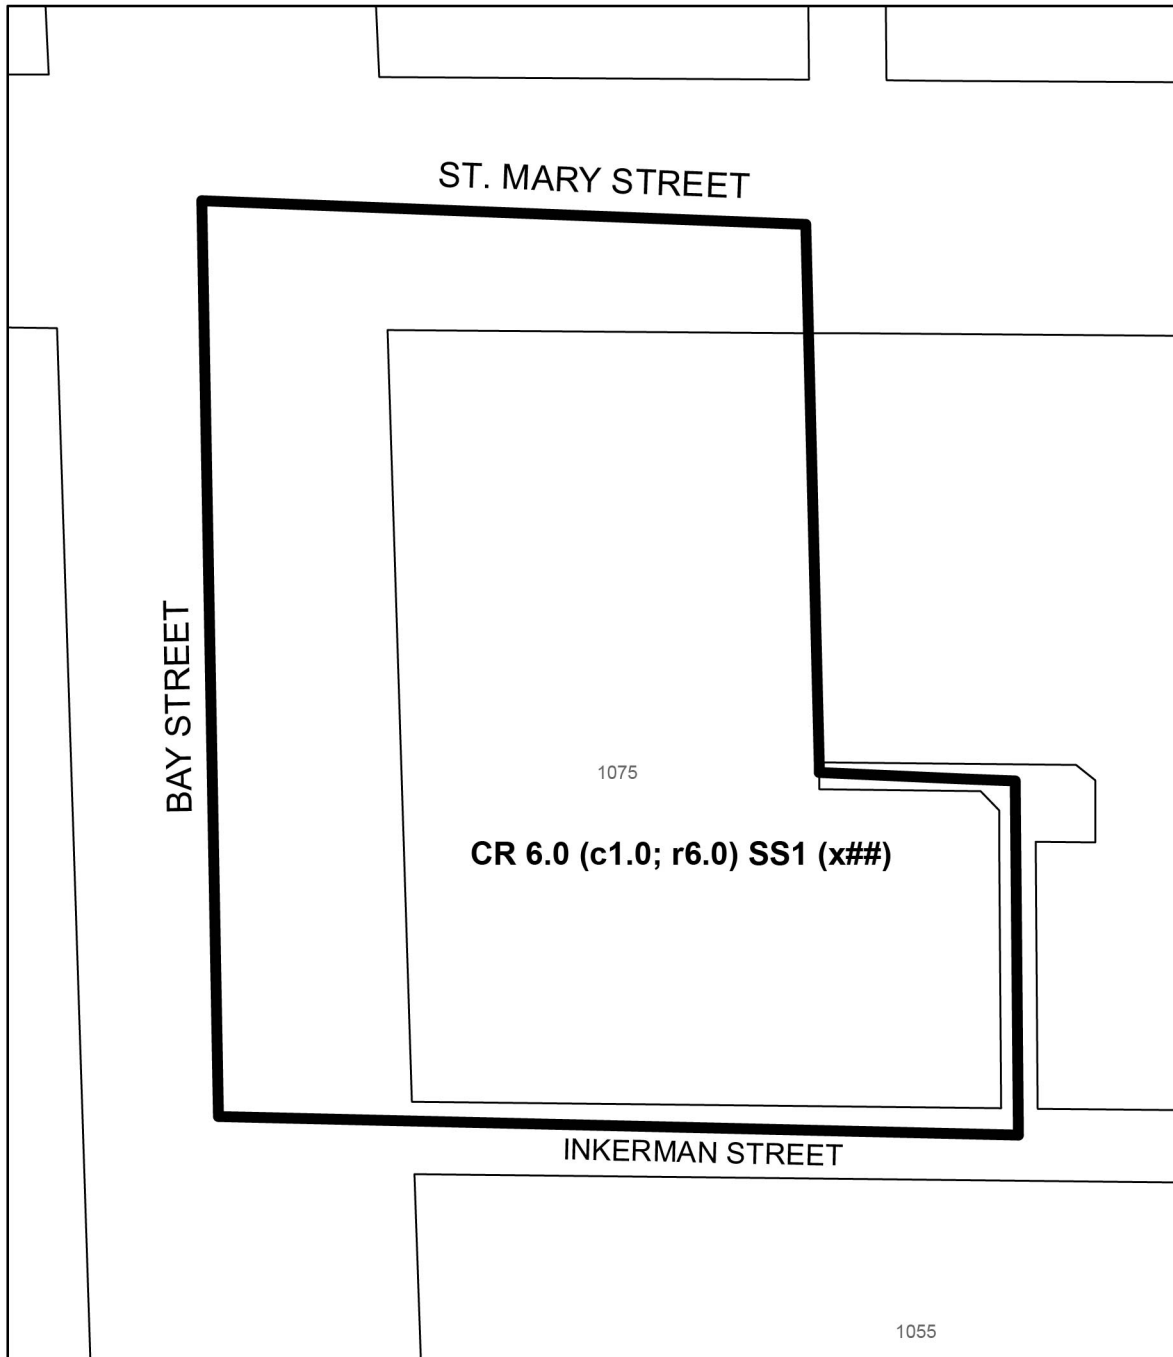 ST. MARY STREET
BAY STREET
1075
CR 6.0 (c1.0; r6.0) SS1 (x##)
INKERMAN STREET
1055